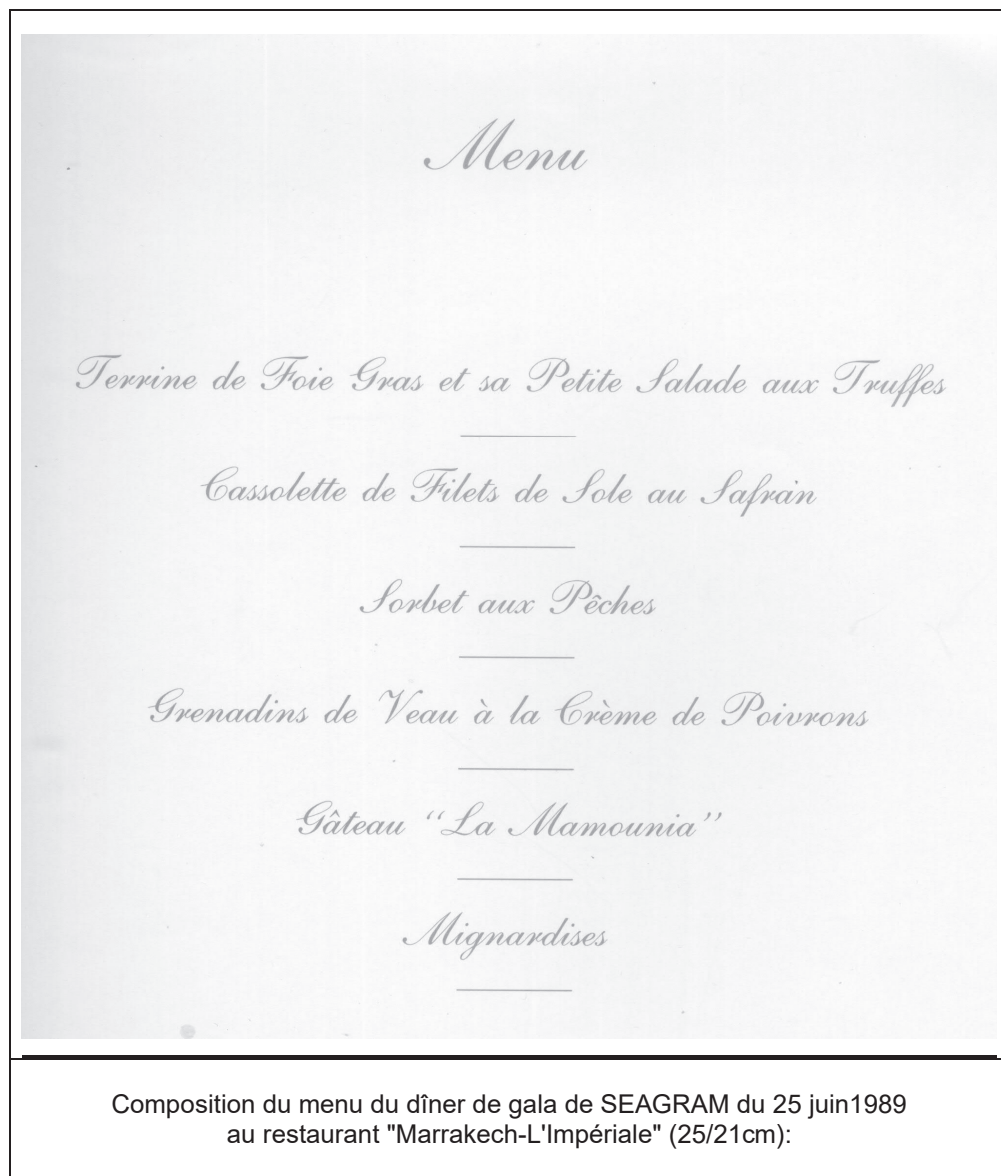 Menu
Terrine de Foie Gras et sa Petite Salade aux Truffes
Cassolette de Filets de Sole au Safran
Sorbet aux Pêches
Grenadins de Veau à la Crème de Poivrons
Gâteau "La Mamounia"
Mignardises
Composition du menu du dîner de gala de SEAGRAM du 25 juin1989
au restaurant "Marrakech-L'Impériale" (25/21cm):